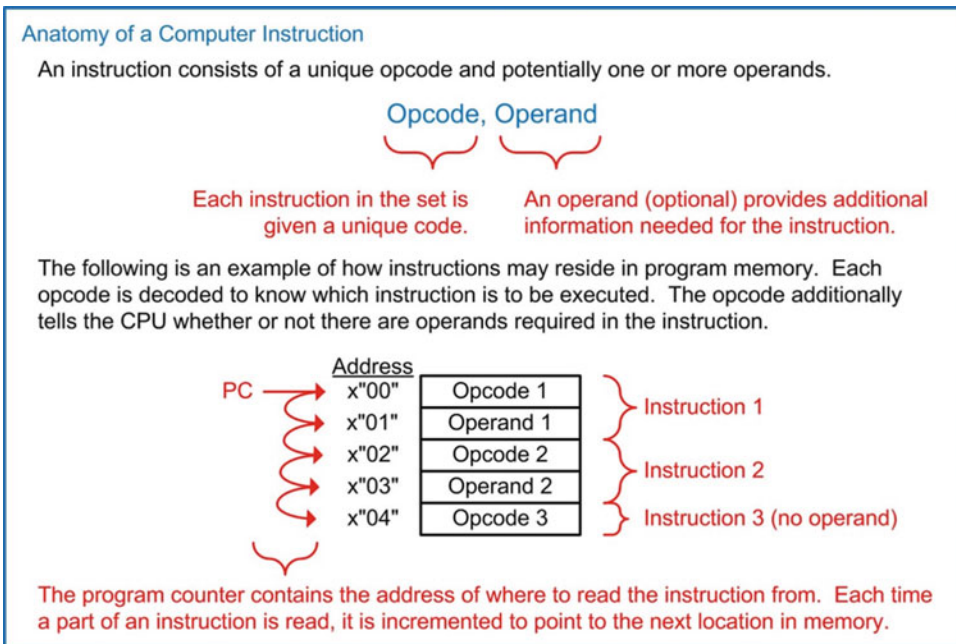 Anatomy of a Computer Instruction
An instruction consists of a unique opcode and potentially one or more operands.
Opcode, Operand
Each instruction in the set is
given a unique code.
An operand (optional) provides additional
information needed for the instruction.
The following is an example of how instructions may reside in program memory.  Each
opcode is decoded to know which instruction is to be executed.  The opcode additionally
tells the CPU whether or not there are operands required in the instruction.
Address
PC x"00" Opcode 1
x"01" Operand 1
Instruction 1
x"02" Opcode 2
x"03" Operand 2
Instruction 2
x"04" Opcode 3 Instruction 3 (no operand)
The program counter contains the address of where to read the instruction from.  Each time
a part of an instruction is read, it is incremented to point to the next location in memory.